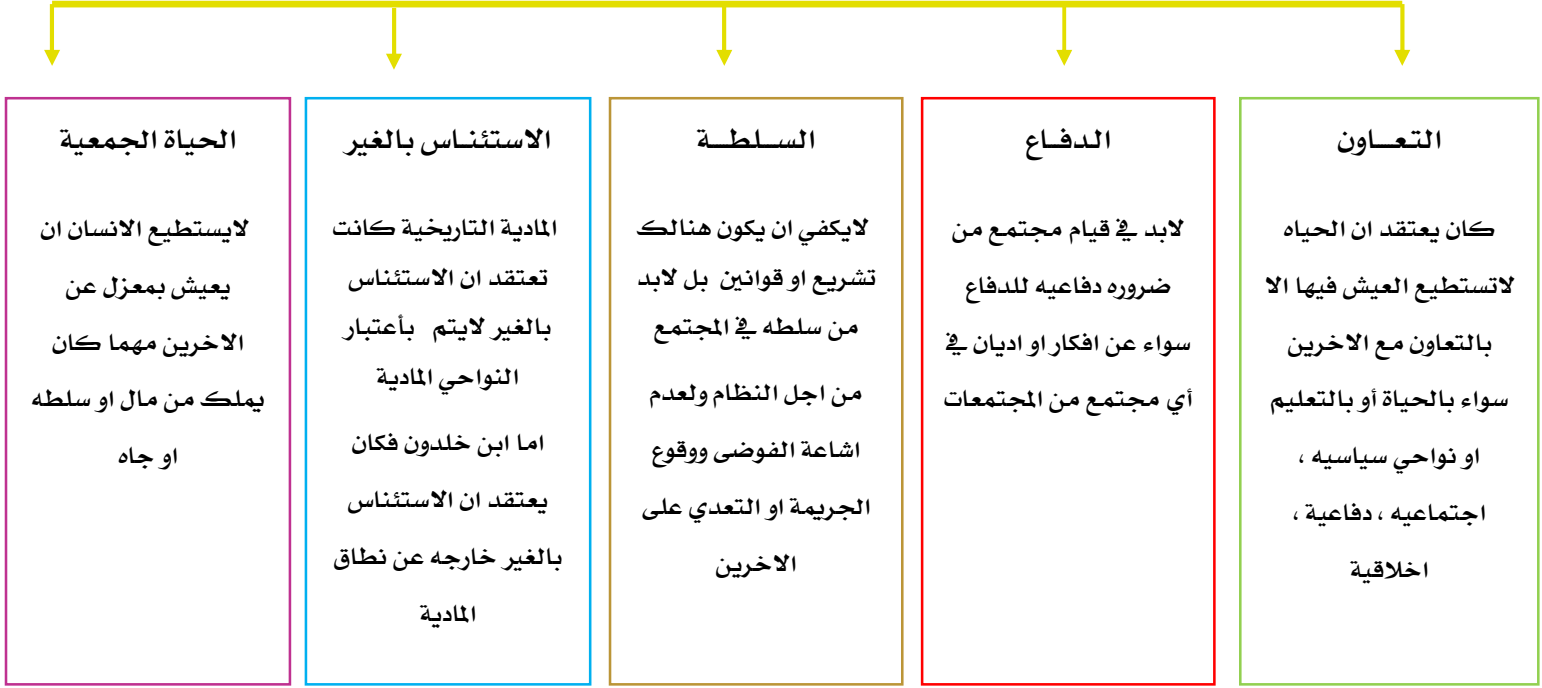 التعــاون
كان يعتقد ان الحياه
لاتستطيع العيش فيها الا
بالتعاون مع الاخرين
سواء بالحياة أو بالتعليم
او نواحي سياسيه ،
اجتماعيه ، دفاعية ،
اخلاقية
الدفـاع
لابد في قيام مجتمع من
ضروره دفاعيه للدفاع
سواء عن افكار او اديان في
أي مجتمع من المجتمعات
الســلطــة
لايكفي ان يكون هنالك
تشريع او قوانين بل لابد
من سلطه في المجتمع
من اجل النظام ولعدم
اشاعة الفوضى ووقوع
الجريمة او التعدي على
الاخرين
الاستئنـاس بالغير
المادية التاريخية كانت
تعتقد ان الاستئناس
بالغير لايتم بأعتبار
النواحي المادية
اما ابن خلدون فكان
يعتقد ان الاستئناس
بالغير خارجه عن نطاق
المادية
الحياة الجمعية
لايستطيع الانسان ان
يعيش بمعزل عن
الاخرين مهما كان
يملك من مال او سلطه
او جاه